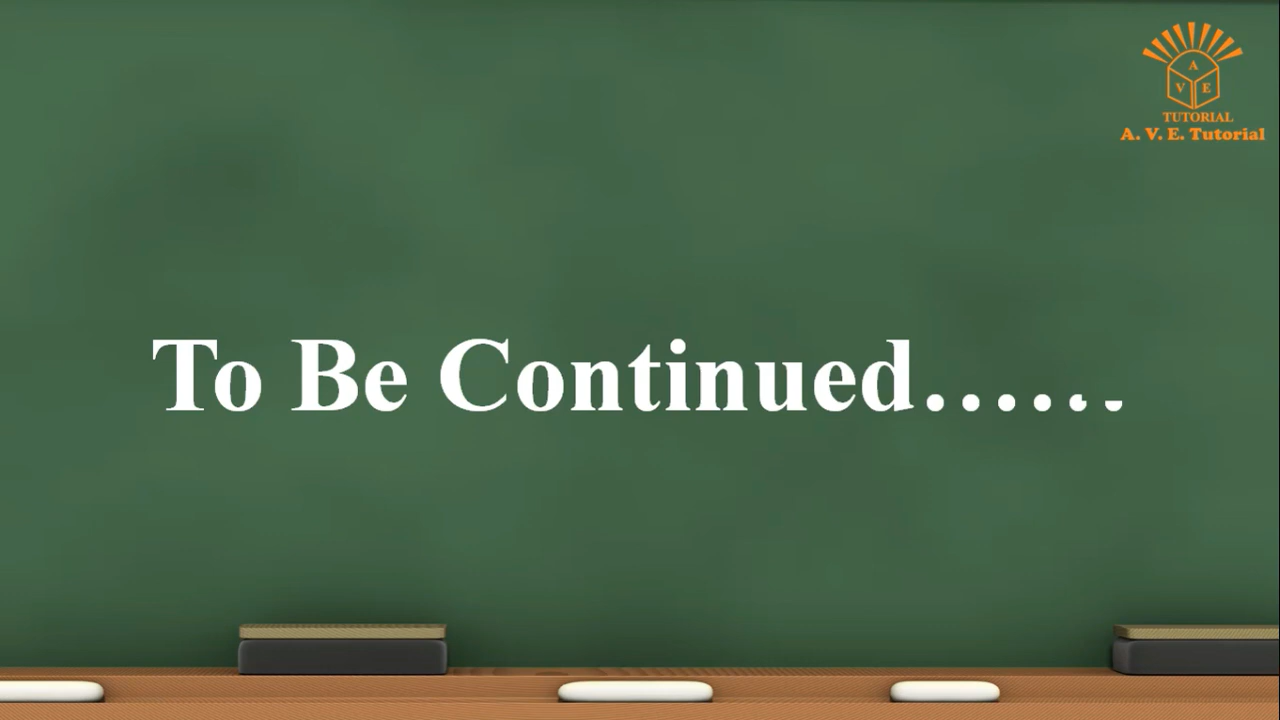 A
V E
TUTORIAL
A. V. E. Tutorial
To Be Continued......